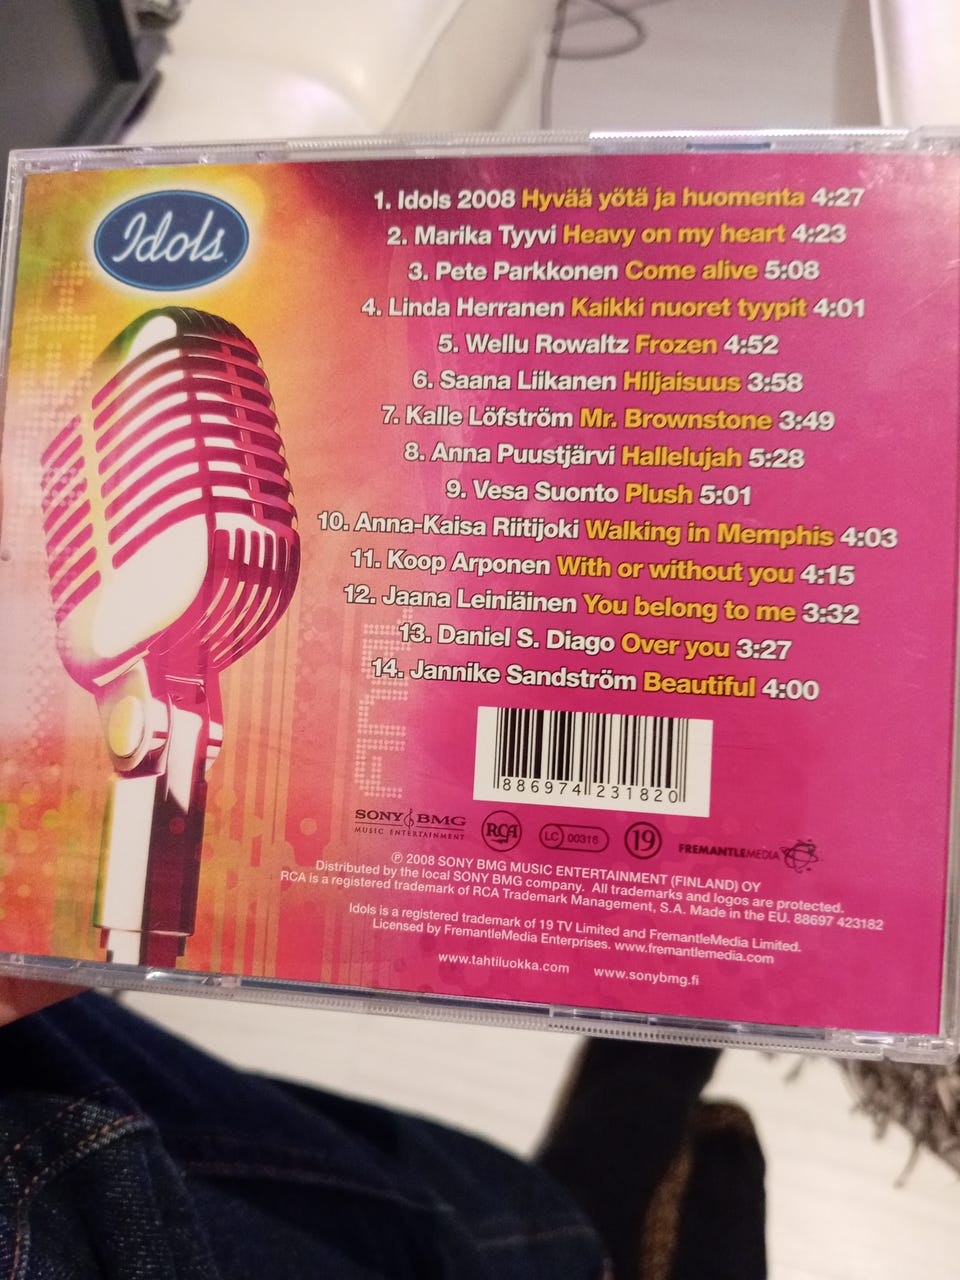 Idols
1. Idols 2008 Hyvää yötä ja huomenta 4:27
2. Marika Tyyvi Heavy on my heart 4:23
3. Pete Parkkonen Come alive 5:08
4. Linda Herranen Kaikki nuoret tyypit 4:01
5. Wellu Rowaltz Frozen 4:52
6. Saana Liikanen Hiljaisuus 3:58
7. Kalle Löfström Mr. Brownstone 3:49
8. Anna Puustjärvi Hallelujah 5:28
9. Vesa Suonto Plush 5:01
10. Anna-Kaisa Riitijoki Walking in Memphis 4:03
11. Koop Arponen With or without you 4:15
12. Jaana Leiniäinen You belong to me 3:32
13. Daniel S. Diago Over you 3:27
14. Jannike Sandström Beautiful 4:00
886974 231820
SONY BMG
MUSIC ENTERTAINMENT
RCA
LC 00316
19
FREMANTLEMEDIA
℗ 2008 SONY BMG MUSIC ENTERTAINMENT (FINLAND) OY
Distributed by the local SONY BMG company. All trademarks and logos are protected.
RCA is a registered trademark of RCA Trademark Management, S.A. Made in the EU. 88697 423182
Idols is a registered trademark of 19 TV Limited and FremantleMedia Limited.
Licensed by FremantleMedia Enterprises. www.fremantlemedia.com
www.tahtiluokka.com www.sonybmg.fi